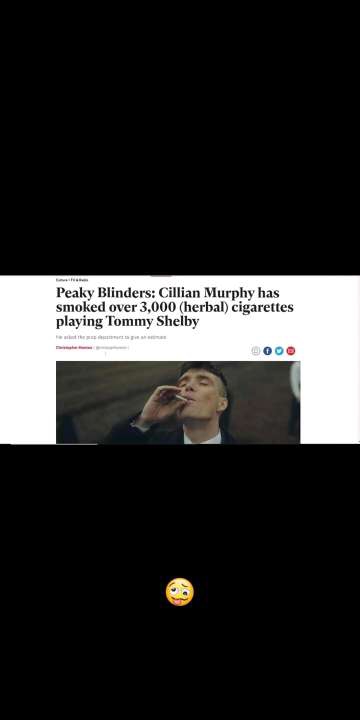 Culture > TV & Radio
Peaky Blinders: Cillian Murphy has
smoked over 3,000 (herbal) cigarettes
playing Tommy Shelby
He asked the prop department to give an estimate
Christopher Hooton